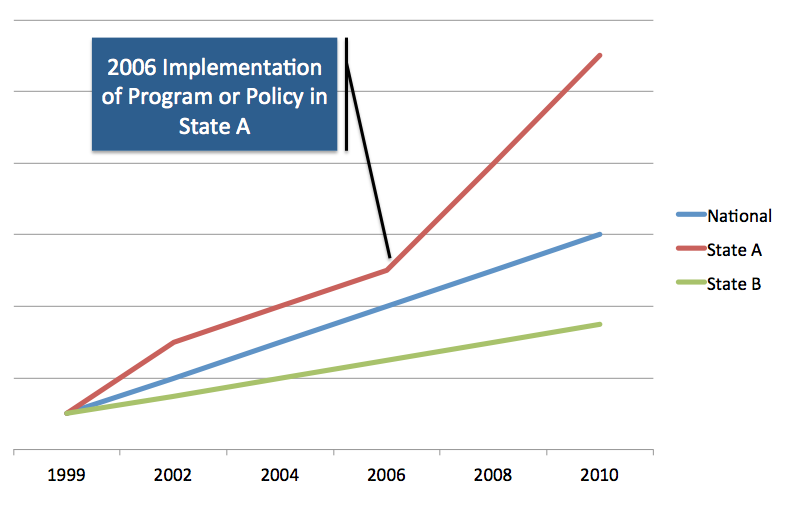 2006 Implementation
of Program or Policy in
State A
National
State A
State B
1999 2002 2004 2006 2008 2010